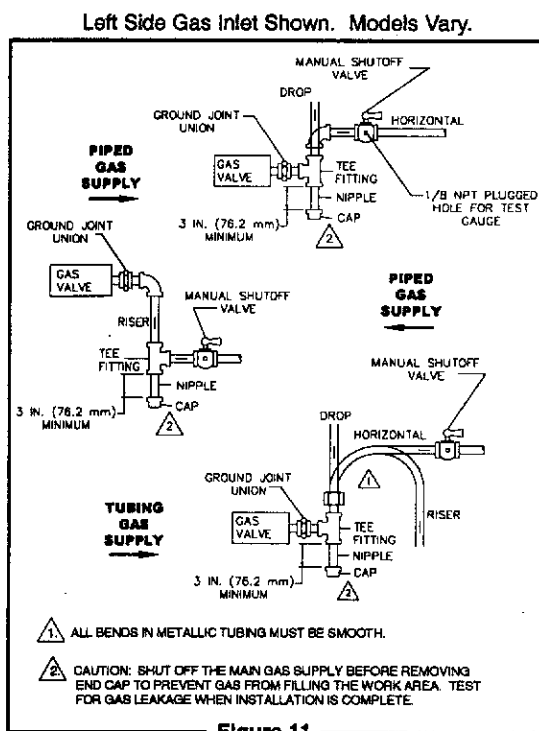 Left Side Gas Inlet Shown. Models Vary.
MANUAL SHUTOFF
VALVE
DROP
HORIZONTAL
GROUND JOINT
UNION
PIPED
GAS
SUPPLY
GAS
VALVE
TEE
FITTING
NIPPLE
CAP
3 IN. (76.2 mm)
MINIMUM
2
1/8 NPT PLUGGED
HOLE FOR TEST
GAUGE
GROUND JOINT
UNION
GAS
VALVE
RISER
MANUAL SHUTOFF
VALVE
TEE
FITTING
NIPPLE
CAP
3 IN. (76.2 mm)
MINIMUM
2
PIPED
GAS
SUPPLY
MANUAL SHUTOFF
VALVE
DROP
HORIZONTAL
1
RISER
GROUND JOINT
UNION
TUBING
GAS
SUPPLY
GAS
VALVE
TEE
FITTING
NIPPLE
CAP
3 IN. (76.2 mm)
MINIMUM
2
1. ALL BENDS IN METALLIC TUBING MUST BE SMOOTH.
2. CAUTION: SHUT OFF THE MAIN GAS SUPPLY BEFORE REMOVING
END CAP TO PREVENT GAS FROM FILLING THE WORK AREA. TEST
FOR GAS LEAKAGE WHEN INSTALLATION IS COMPLETE.
Figure 11